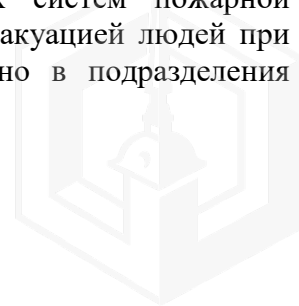 систем пожарной
акуацией людей при
но в подразделения